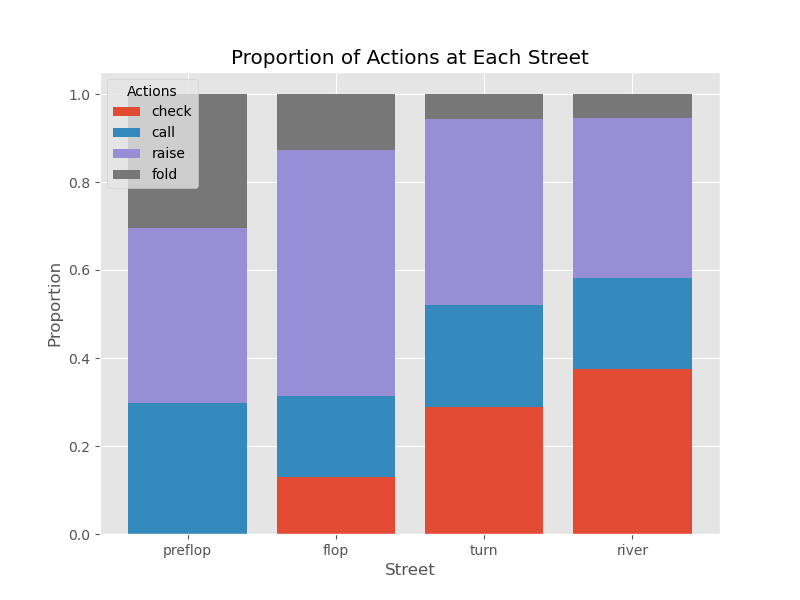 Proportion of Actions at Each Street
Actions
check
call
raise
fold
1.0
0.8
0.6
0.4
0.2
0.0
Proportion
preflop flop turn river
Street